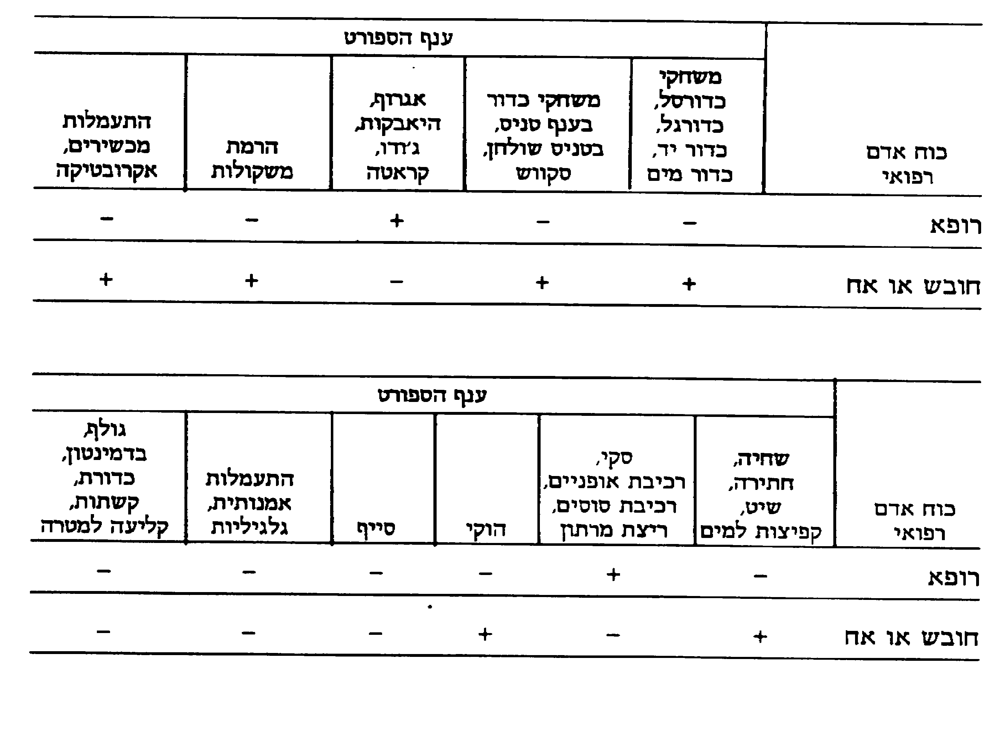 ענף הספורט
כוח אדם
רפואי
משחקי
כדורסל,
כדורגל,
כדור יד,
כדור מים
משחקי כדור
בענף טניס,
בטניס שולחן,
סקווש
אגרוף,
היאבקות,
ג'ודו,
קראטה
הרמת
משקולות
התעמלות
מכשירים,
אקרובטיקה
רופא − − + − −
חובש או אח + + − + +
ענף הספורט
כוח אדם
רפואי
שחיה,
חתירה,
שיט,
קפיצות למים
סקי,
רכיבת אופניים,
רכיבת סוסים,
ריצת מרתון
הוקי
סייף
התעמלות
אמנותית,
גלגיליות
גולף,
בדמינטון,
כדורת,
קשתות,
קליעה למטרה
רופא − + − − − −
חובש או אח + − + − − −